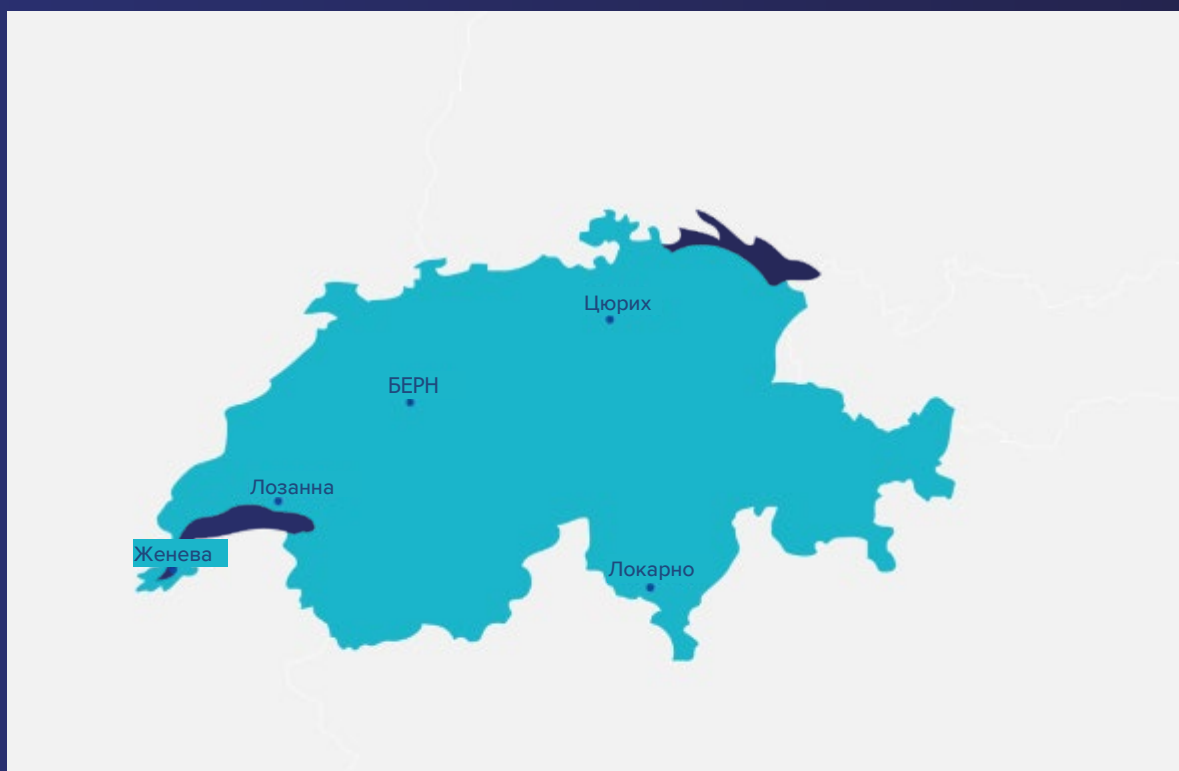 Цюрих
БЕРН
Лозанна
Женева
Локарно